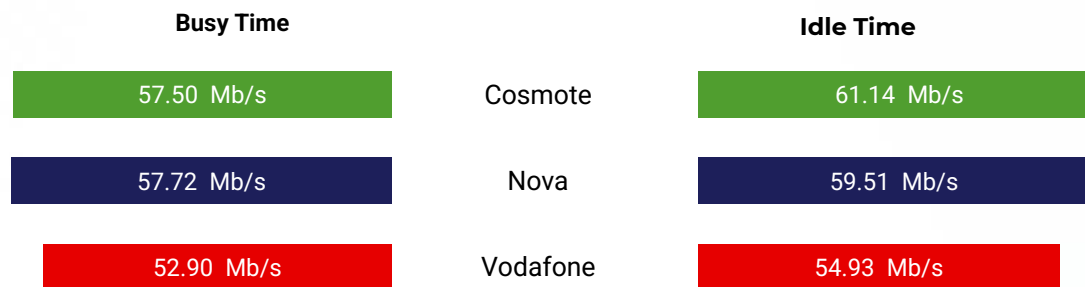 Busy Time Idle Time
57.50 Mb/s Cosmote 61.14 Mb/s
57.72 Mb/s Nova 59.51 Mb/s
52.90 Mb/s Vodafone 54.93 Mb/s